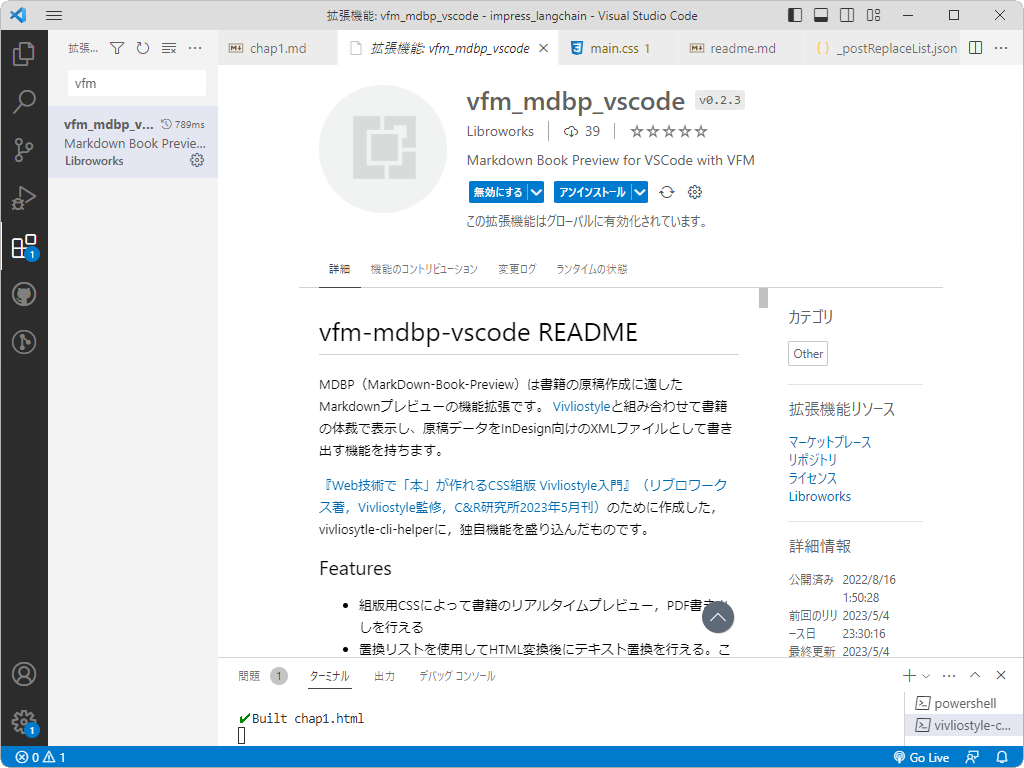 拡張機能: vfm_mdbp_vscode - impress_langchain - Visual Studio Code
拡張...
chap1.md
拡張機能: vfm_mdbp_vscode
main.css 1
readme.md
_postReplaceList.json
vfm
vfm_mdbp_v... 789ms
Markdown Book Previe...
Libroworks
vfm_mdbp_vscode v0.2.3
Libroworks 39
Markdown Book Preview for VSCode with VFM
無効にする アンインストール
この拡張機能はグローバルに有効化されています。
詳細 機能のコントリビューション 変更ログ ランタイムの状態
vfm-mdbp-vscode README
MDBP（MarkDown-Book-Preview）は書籍の原稿作成に適した
Markdownプレビューの機能拡張です。 Vivliostyleと組み合わせて書籍
の体裁で表示し、原稿データをInDesign向けのXMLファイルとして書き
出す機能を持ちます。
『Web技術で「本」が作れるCSS組版 Vivliostyle入門』（リブロワーク
ス著，Vivliostyle監修，C&R研究所2023年5月刊）のために作成した，
vivliosytle-cli-helperに，独自機能を盛り込んだものです。
Features
• 組版用CSSによって書籍のリアルタイムプレビュー，PDF書き
しを行える
• 置換リストを使用してHTML変換後にテキスト置換を行える。こ
カテゴリ
Other
拡張機能リソース
マーケットプレース
リポジトリ
ライセンス
Libroworks
詳細情報
公開済み 2022/8/16
1:50:28
前回のリリ 2023/5/4
ース日 23:30:16
最終更新 2023/5/4
問題 1 ターミナル 出力 デバッグ コンソール
✔Built chap1.html
powershell
vivliostyle-c...
1
1
0 1
Go Live